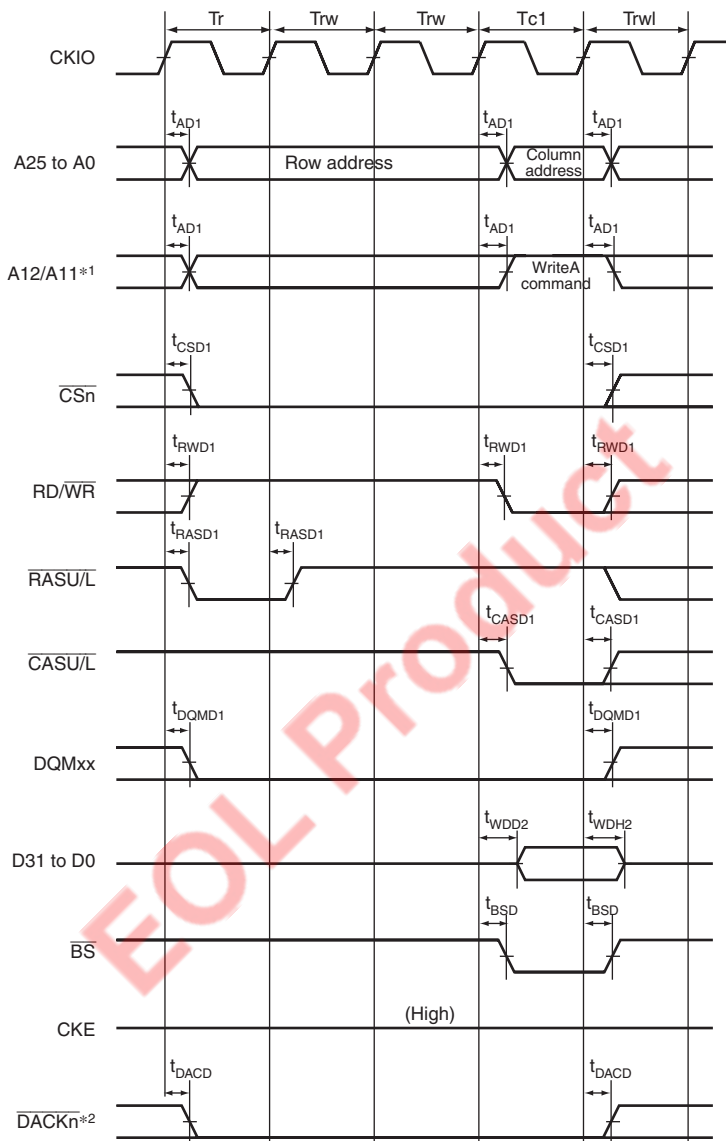 Tr Trw Trw Tc1 Trwl
CKIO
tAD1 tAD1 tAD1
A25 to A0 Row address Column address
tAD1 tAD1 tAD1
A12/A11*1 WriteA command
tCSD1 tCSD1
CSn
tRWD1 tRWD1 tRWD1
RD/WR
tRASD1 tRASD1
RASU/L
tCASD1 tCASD1
CASU/L
tDQMD1 tDQMD1
DQMxx
tWDD2 tWDH2
D31 to D0
tBSD tBSD
BS
(High)
CKE
tDACD tDACD
DACKn*2
EOL Product